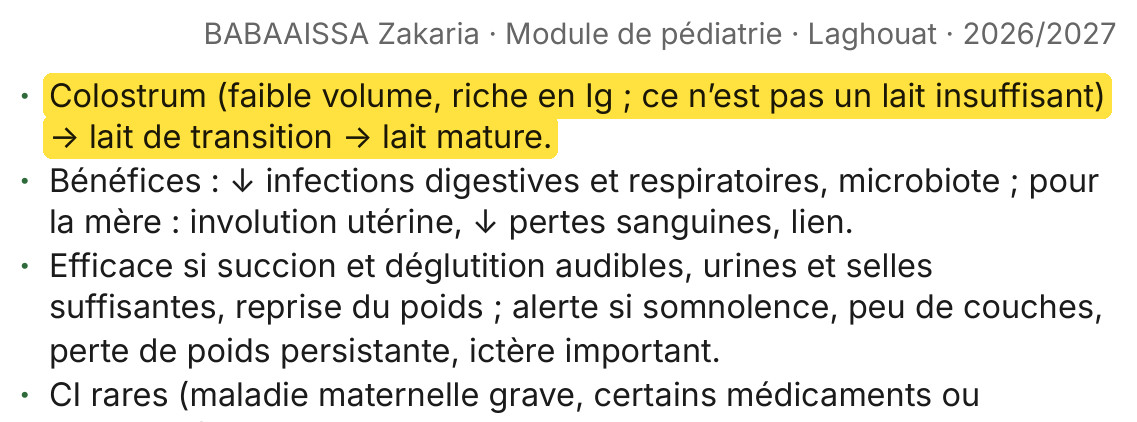 BABAAISSA Zakaria · Module de pédiatrie · Laghouat · 2026/2027
• Colostrum (faible volume, riche en Ig ; ce n’est pas un lait insuffisant)
→ lait de transition → lait mature.
• Bénéfices : ↓ infections digestives et respiratoires, microbiote ; pour
la mère : involution utérine, ↓ pertes sanguines, lien.
• Efficace si succion et déglutition audibles, urines et selles
suffisantes, reprise du poids ; alerte si somnolence, peu de couches,
perte de poids persistante, ictère important.
• CI rares (maladie maternelle grave, certains médicaments ou